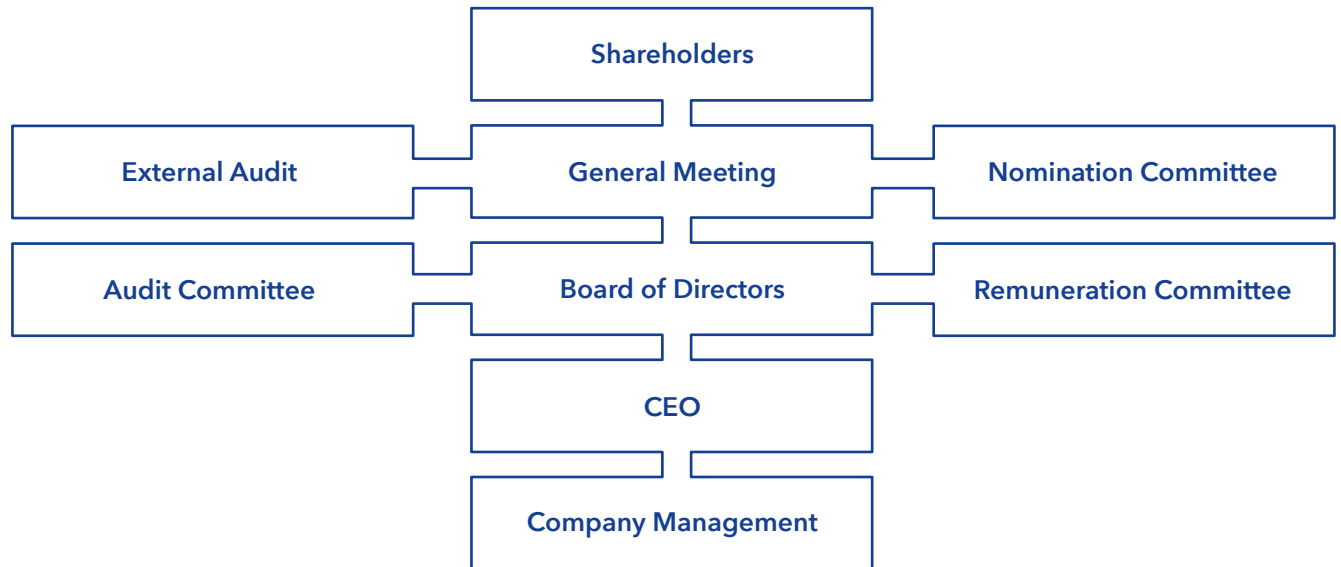 Shareholders
External Audit
General Meeting
Nomination Committee
Audit Committee
Board of Directors
Remuneration Committee
CEO
Company Management